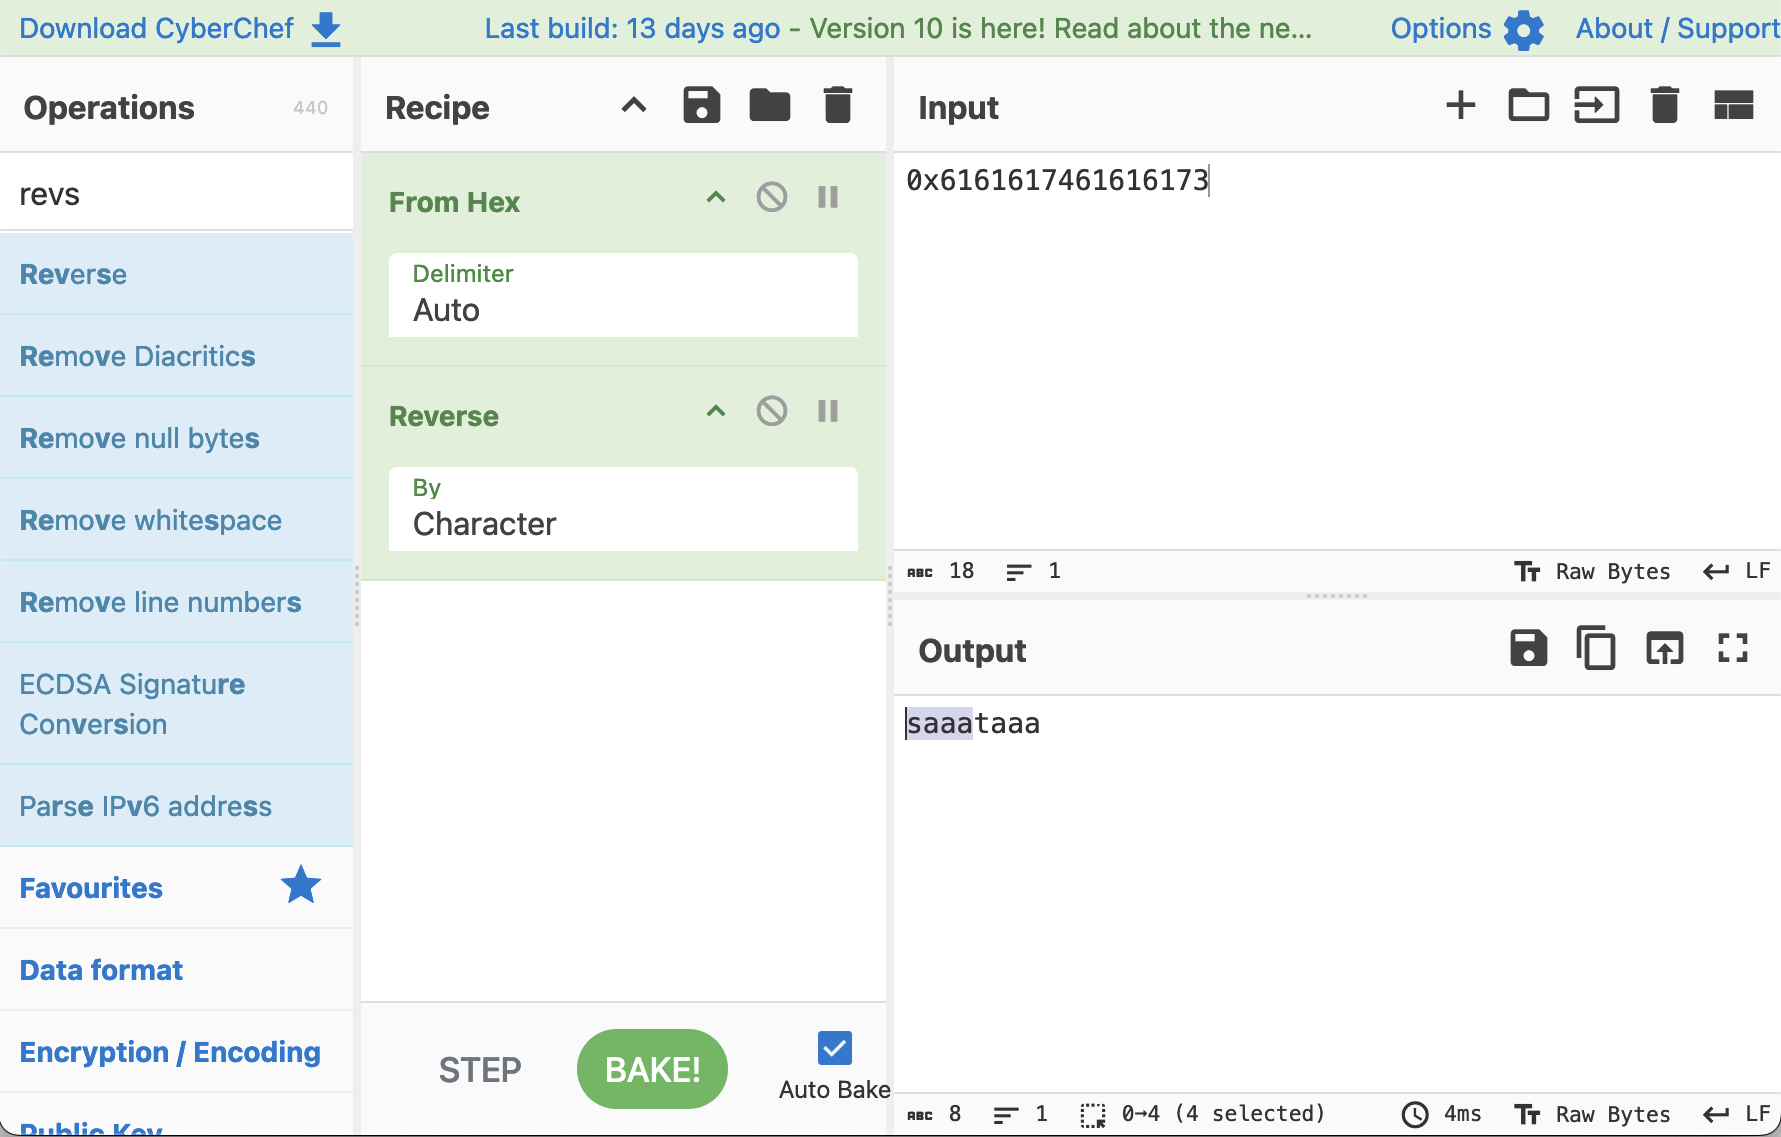 Download CyberChef
Last build: 13 days ago - Version 10 is here! Read about the ne...
Options
About / Support
Operations
440
revs
Reverse
Remove Diacritics
Remove null bytes
Remove whitespace
Remove line numbers
ECDSA Signature
Conversion
Parse IPv6 address
Favourites
Data format
Encryption / Encoding
Public Key
Recipe
From Hex
Delimiter
Auto
Reverse
By
Character
STEP
BAKE!
Auto Bake
Input
0x6161617461616173
ABC 18
1
Tт Raw Bytes
LF
Output
saaataaa
ABC 8
1
0→4 (4 selected)
4ms
Tт Raw Bytes
LF